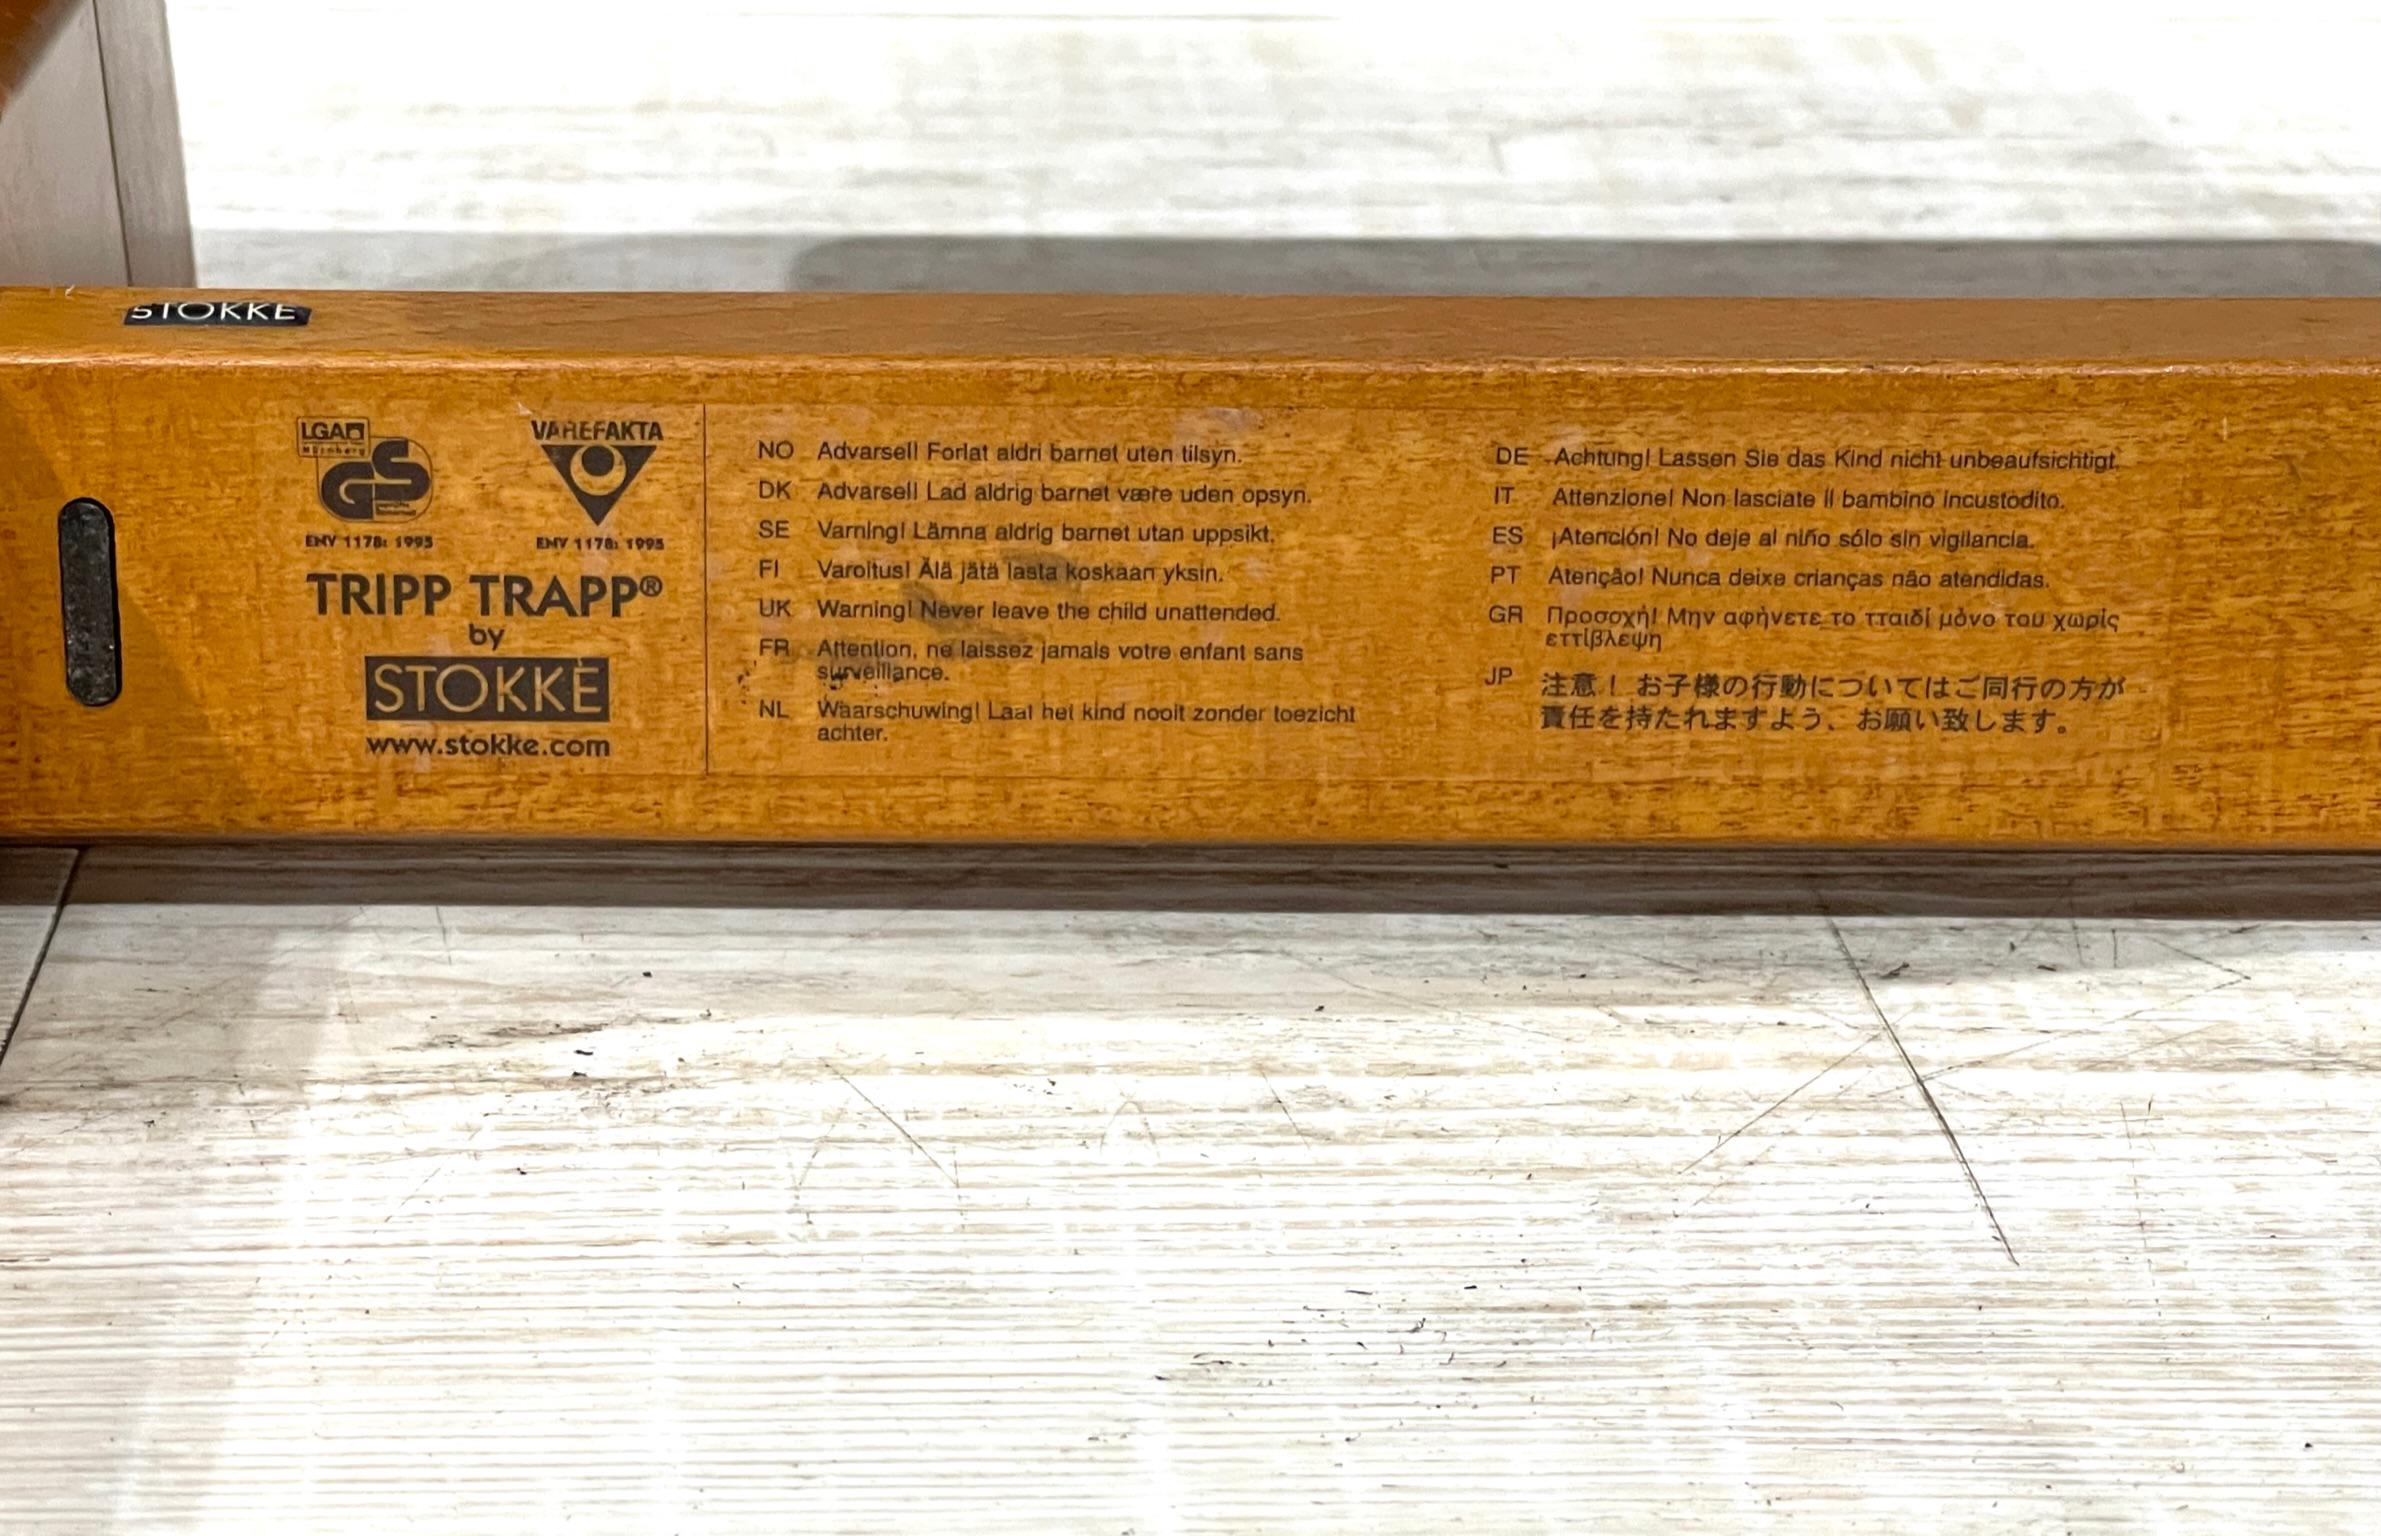 STOKKE
LGA
Nürnberg
GS
ENV 1178: 1995
VAREFAKTA
ENV 1178: 1995
TRIPP TRAPP®
by
STOKKE
www.stokke.com
NO Advarsel! Forlat aldri barnet uten tilsyn.
DK Advarsel! Lad aldrig barnet være uden opsyn.
SE Varning! Lämna aldrig barnet utan uppsikt.
FI Varoitus! Älä jätä lasta koskaan yksin.
UK Warning! Never leave the child unattended.
FR Attention, ne laissez jamais votre enfant sans
surveillance.
NL Waarschuwing! Laat het kind nooit zonder toezicht
achter.
DE Achtung! Lassen Sie das Kind nicht unbeaufsichtigt.
IT Attenzione! Non lasciate il bambino incustodito.
ES ¡Atención! No deje al niño sólo sin vigilancia.
PT Atenção! Nunca deixe crianças não atendidas.
GR Προσοχή! Μην αφήνετε το τταιδί μόνο του χωρίς
εττίβλεψη
JP 注意！ お子様の行動についてはご同行の方が
責任を持たれますよう、お願い致します。